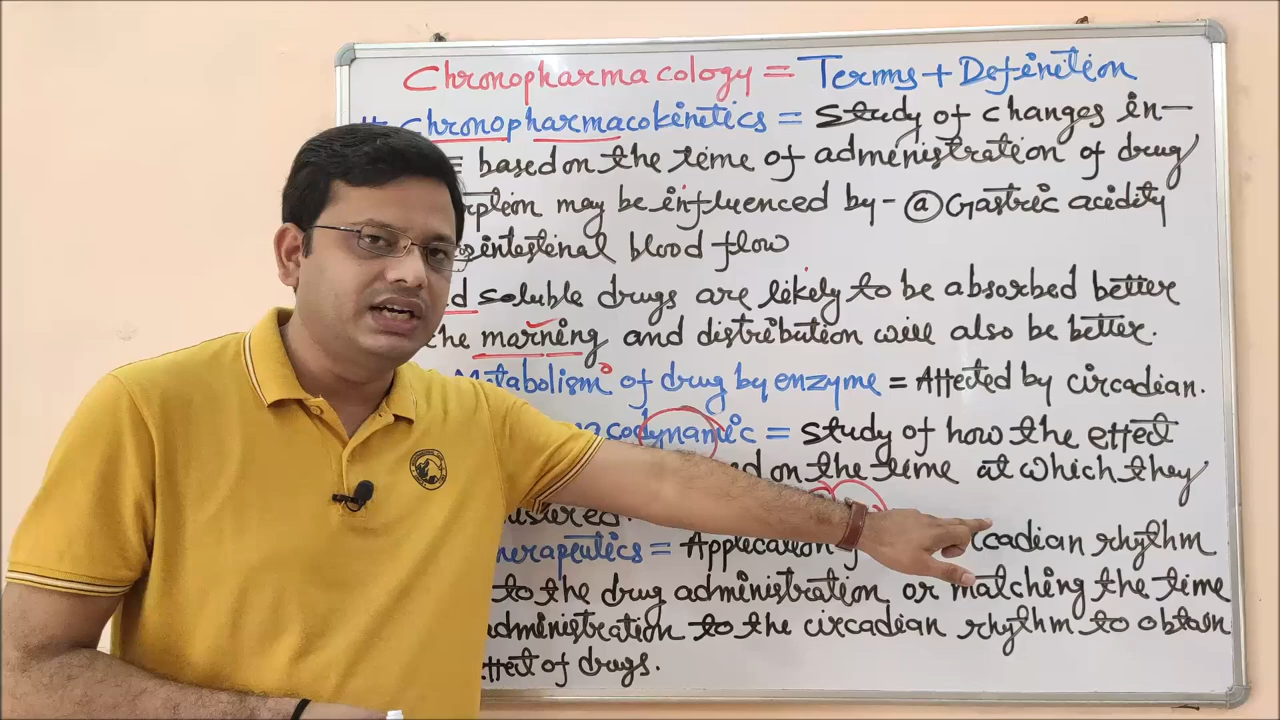 Chronopharmacology = Terms + Definition
Chronopharmacokinetics = Study of changes in-
based on the time of administration of drug
may be influenced by - ⓐ Gastric acidity
intestinal blood flow
soluble drugs are likely to be absorbed better
marning and distribution will also be better.
Metabolism of drug by enzyme = Affected by circadian.
dynamic = study of how the effect
on the time at which they
= Application rhythm
to the drug administration or matching the time
administration to the circadian rhythm to obtain
of drugs.